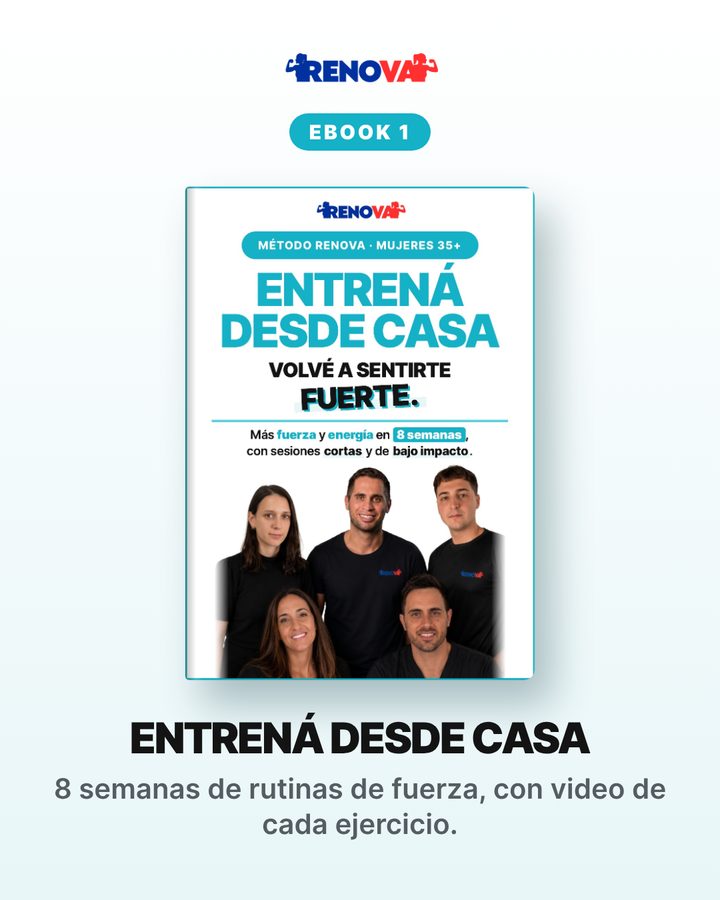 RENOVA
EBOOK 1
RENOVA
MÉTODO RENOVA · MUJERES 35+
ENTRENÁ
DESDE CASA
VOLVÉ A SENTIRTE
FUERTE.
Más fuerza y energía en 8 semanas,
con sesiones cortas y de bajo impacto.
RENOVA
RENOVA
ENTRENÁ DESDE CASA
8 semanas de rutinas de fuerza, con video de
cada ejercicio.